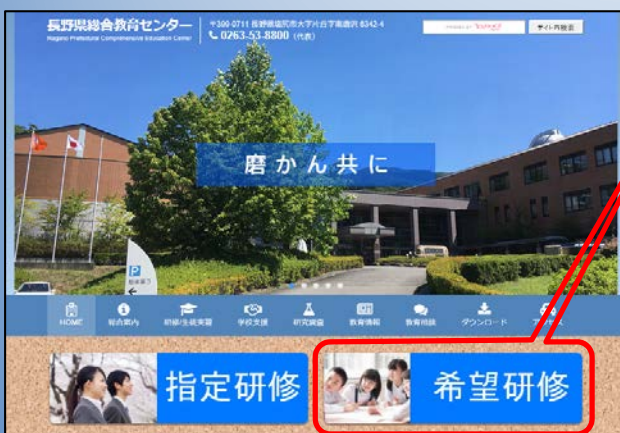 長野県総合教育センター
Nagano Prefectural Comprehensive Education Center
〒399-0711 長野県塩尻市大字片丘字南唐沢 6342-4
0263-53-8800 (代表)
サイト内検索
磨かん共に
P
HOME
総合案内
研修/生徒実習
学校支援
研究調査
教育情報
教育相談
ダウンロード
アクセス
指定研修
希望研修